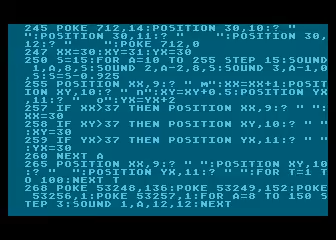 245 POKE 712,14:POSITION 30,10:? "
":POSITION 30,11:? "     ":POSITION 30,
12:? "     ":POKE 712,0
247 XX=30:XY=31:YX=30
250 S=15:FOR A=10 TO 255 STEP 15:SOUND
 1,A,8,S:SOUND 2,A-2,8,S:SOUND 3,A-1,0
,S:S=S-0.925
255 POSITION XX,9:? " m":XX=XX+1:POSITI
ON XY,10:? " n":XY=XY+0.5:POSITION YX
,11:? "  o":YX=YX+2
257 IF XX>37 THEN POSITION XX,9:? " ":
XX=30
258 IF XY>37 THEN POSITION XY,10:? " "
:XY=30
259 IF YX>37 THEN POSITION YX,11:? " "
:YX=30
260 NEXT A
265 POSITION XX,9:? " ":POSITION XY,10
:? " ":POSITION YX,11:? " ":FOR T=1 T
O 100:NEXT T
268 POKE 53248,136:POKE 53249,152:POKE
 53256,1:POKE 53257,1:FOR A=8 TO 150 S
TEP 3:SOUND 1,A,12,12:NEXT